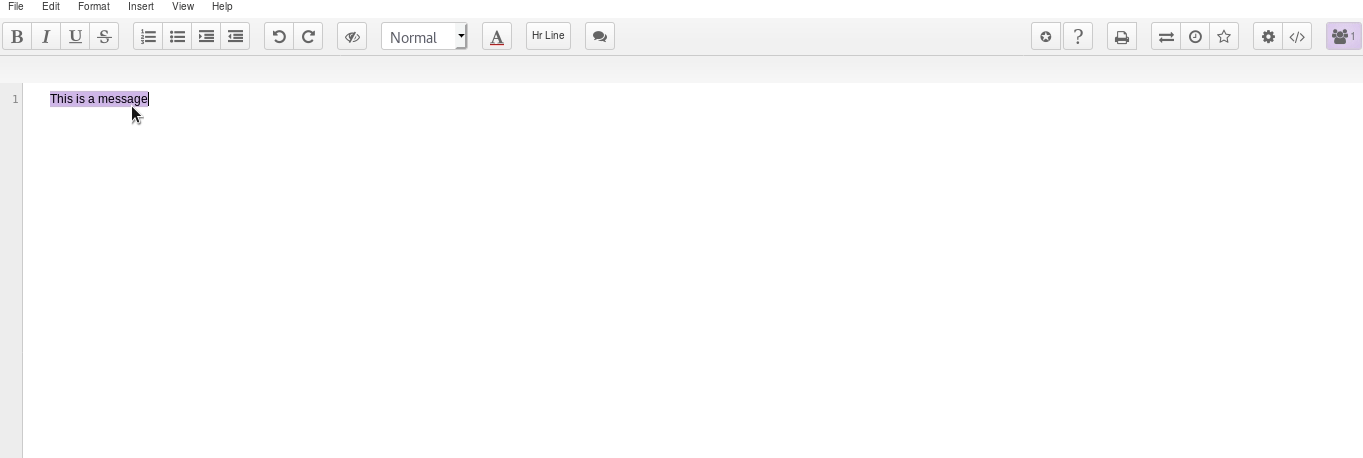 File Edit Format Insert View Help
B I U S Normal A Hr Line ? </> 1
1 This is a message